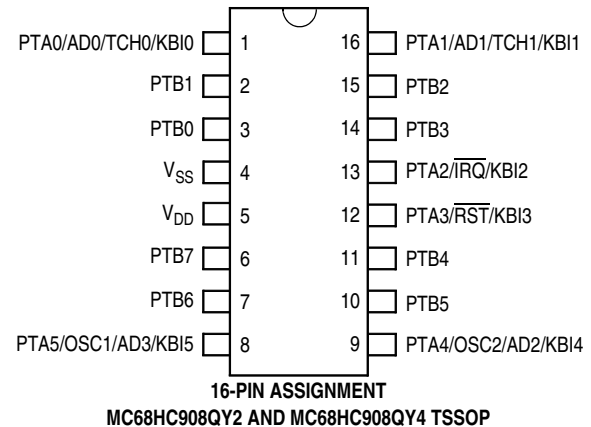 PTA0/AD0/TCH0/KBI0 1 16 PTA1/AD1/TCH1/KBI1
PTB1 2 15 PTB2
PTB0 3 14 PTB3
VSS 4 13 PTA2/IRQ/KBI2
VDD 5 12 PTA3/RST/KBI3
PTB7 6 11 PTB4
PTB6 7 10 PTB5
PTA5/OSC1/AD3/KBI5 8 9 PTA4/OSC2/AD2/KBI4
16-PIN ASSIGNMENT
MC68HC908QY2 AND MC68HC908QY4 TSSOP